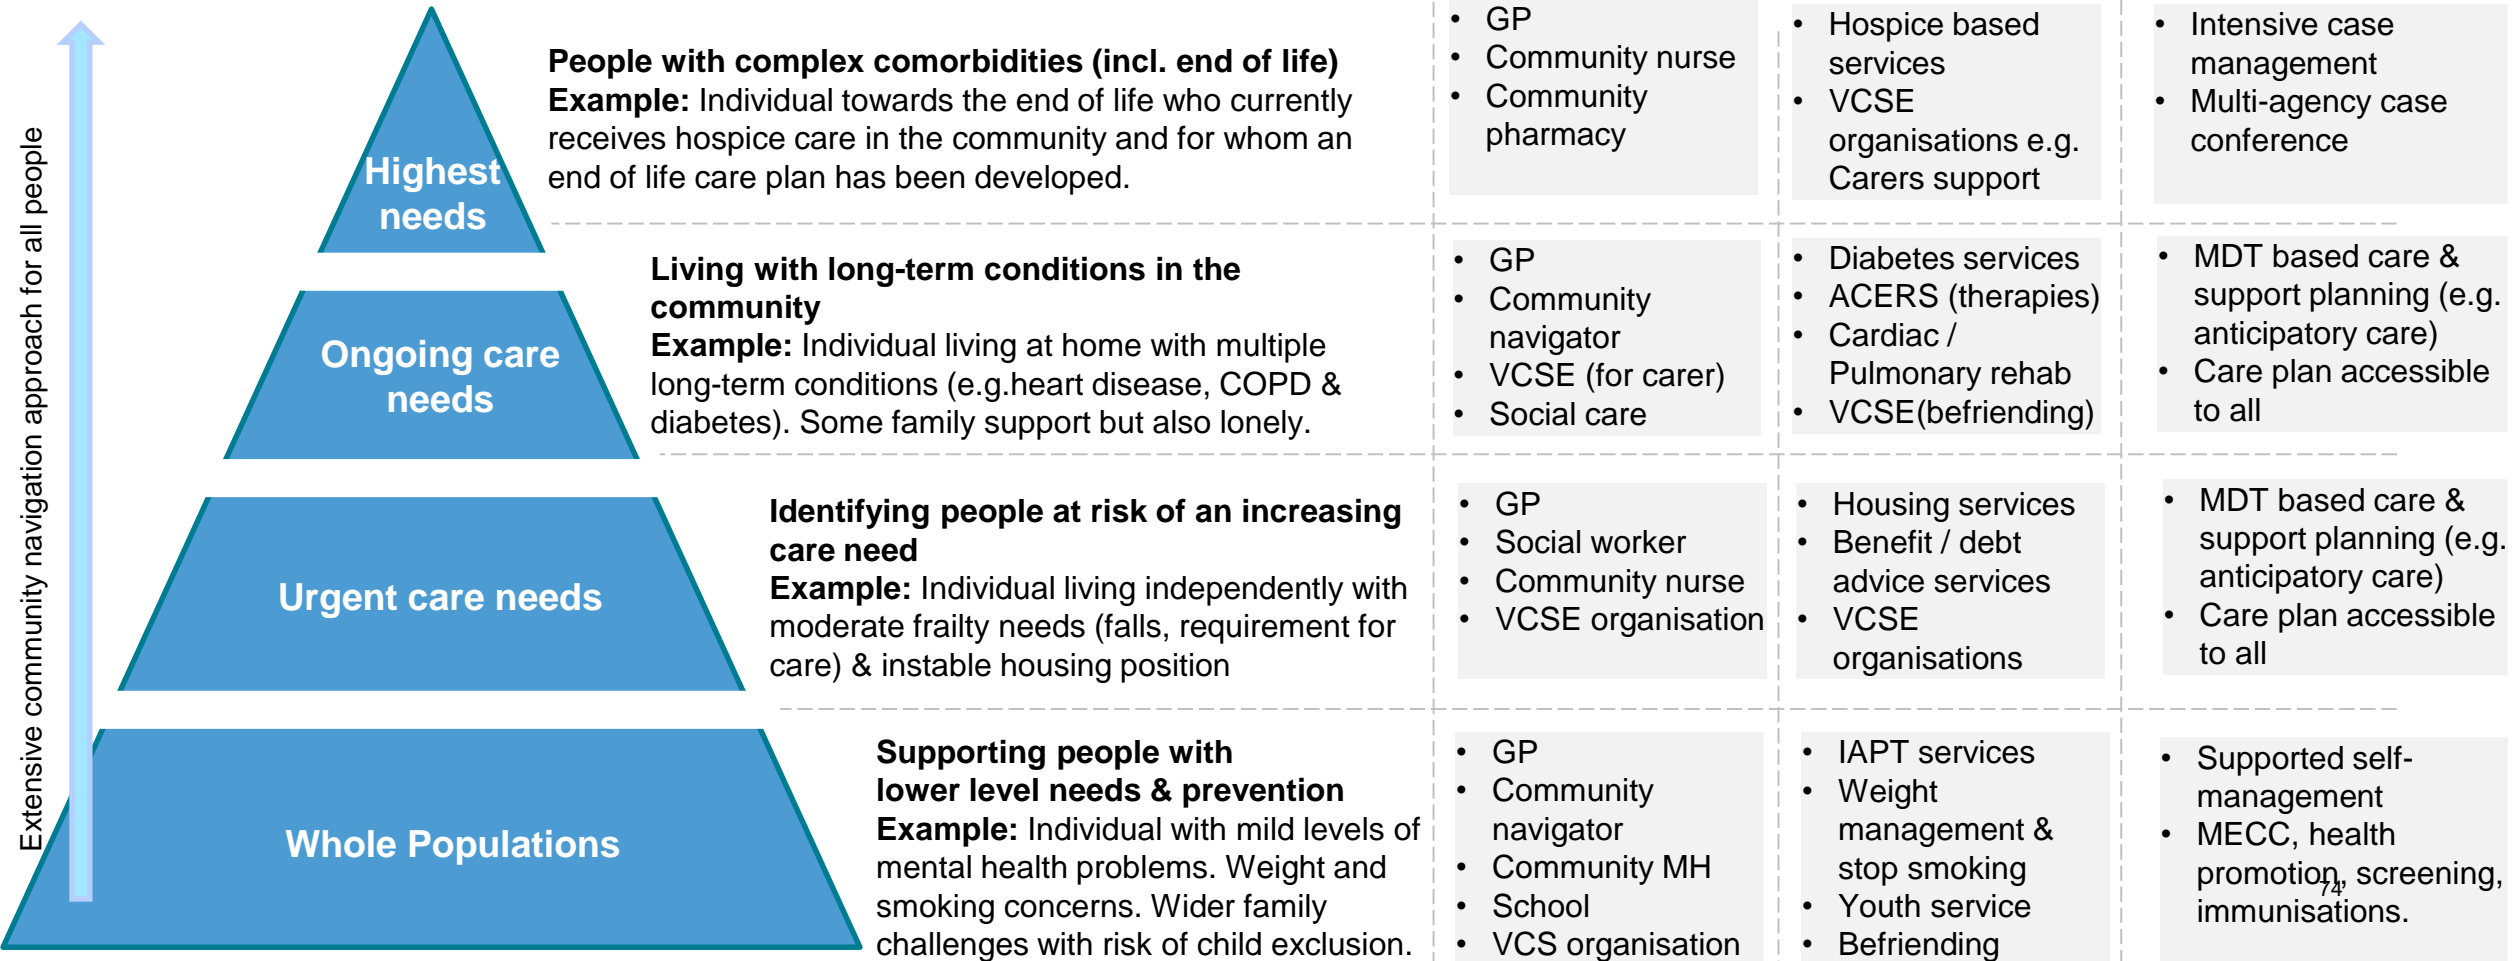 Extensive community navigation approach for all people
Highest
needs
People with complex comorbidities (incl. end of life)
Example: Individual towards the end of life who currently
receives hospice care in the community and for whom an
end of life care plan has been developed.
• GP
• Community nurse
• Community
pharmacy
• Hospice based
services
• VCSE
organisations e.g.
Carers support
• Intensive case
management
• Multi-agency case
conference
Ongoing care
needs
Living with long-term conditions in the
community
Example: Individual living at home with multiple
long-term conditions (e.g.heart disease, COPD &
diabetes). Some family support but also lonely.
• GP
• Community
navigator
• VCSE (for carer)
• Social care
• Diabetes services
• ACERS (therapies)
• Cardiac /
Pulmonary rehab
• VCSE(befriending)
• MDT based care &
support planning (e.g.
anticipatory care)
• Care plan accessible
to all
Urgent care needs
Identifying people at risk of an increasing
care need
Example: Individual living independently with
moderate frailty needs (falls, requirement for
care) & instable housing position
• GP
• Social worker
• Community nurse
• VCSE organisation
• Housing services
• Benefit / debt
advice services
• VCSE
organisations
• MDT based care &
support planning (e.g.
anticipatory care)
• Care plan accessible
to all
Whole Populations
Supporting people with
lower level needs & prevention
Example: Individual with mild levels of
mental health problems. Weight and
smoking concerns. Wider family
challenges with risk of child exclusion.
• GP
• Community
navigator
• Community MH
• School
• VCS organisation
• IAPT services
• Weight
management &
stop smoking
• Youth service
• Befriending
• Supported self-
management
• MECC, health
promotion, screening,
immunisations.
74